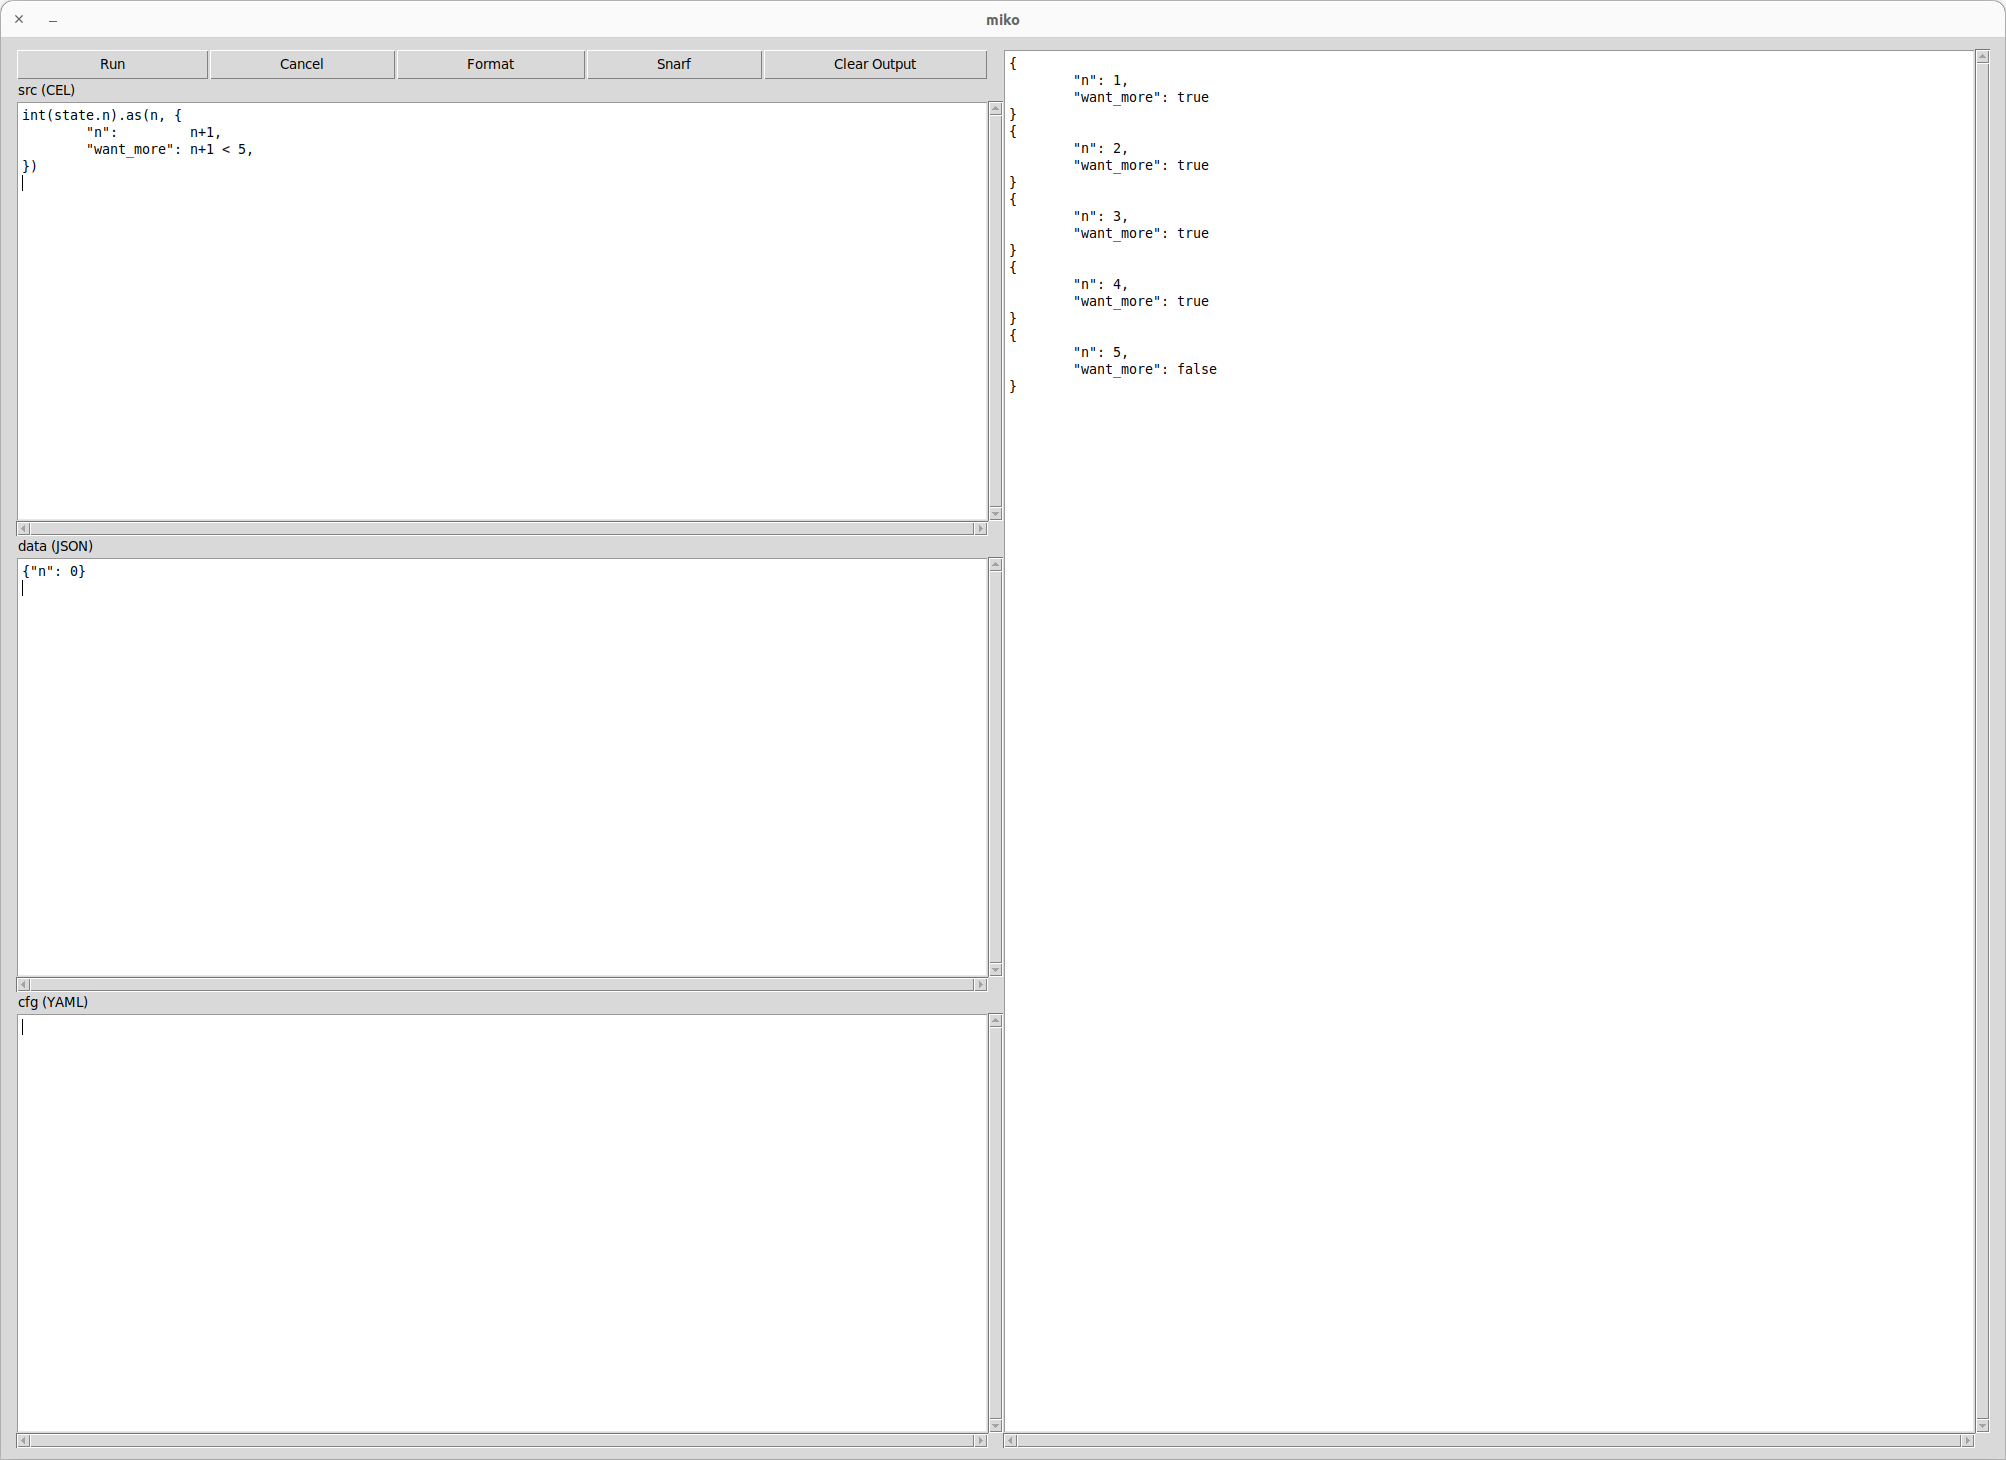 miko
Run Cancel Format Snarf Clear Output
src (CEL)
int(state.n).as(n, {
        "n":         n+1,
        "want_more": n+1 < 5,
})
data (JSON)
{"n": 0}
cfg (YAML)
{
        "n": 1,
        "want_more": true
}
{
        "n": 2,
        "want_more": true
}
{
        "n": 3,
        "want_more": true
}
{
        "n": 4,
        "want_more": true
}
{
        "n": 5,
        "want_more": false
}